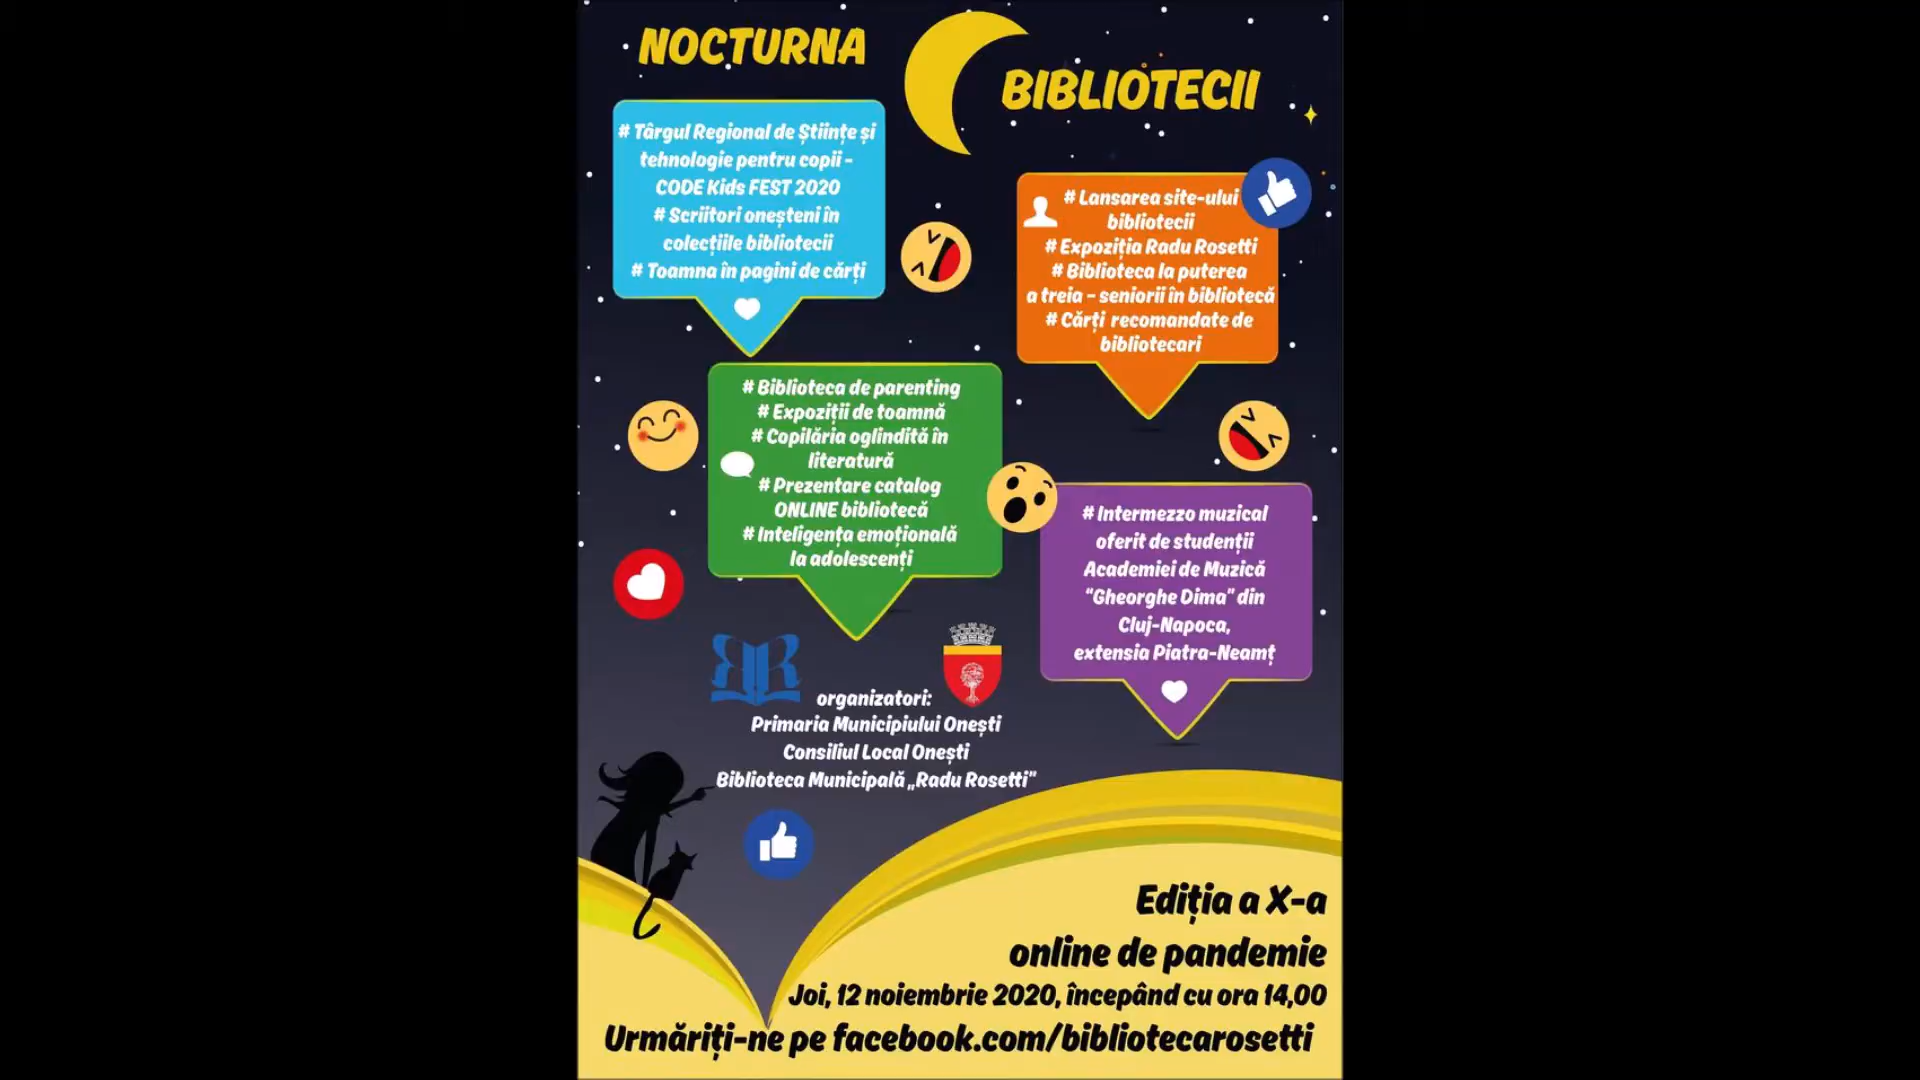 NOCTURNA
BIBLIOTECII
# Târgul Regional de Științe și
tehnologie pentru copii -
CODE Kids FEST 2020
# Scriitori oneșteni în
colecțiile bibliotecii
# Toamna în pagini de cărți
# Lansarea site-ului
bibliotecii
# Expoziția Radu Rosetti
# Biblioteca la puterea
a treia - seniorii în bibliotecă
# Cărți recomandate de
bibliotecari
# Biblioteca de parenting
# Expoziții de toamnă
# Copilăria oglindită în
literatură
# Prezentare catalog
ONLINE bibliotecă
# Inteligența emoțională
la adolescenți
# Intermezzo muzical
oferit de studenții
Academiei de Muzică
"Gheorghe Dima" din
Cluj-Napoca,
extensia Piatra-Neamț
organizatori:
Primaria Municipiului Onești
Consiliul Local Onești
Biblioteca Municipală „Radu Rosetti"
Ediția a X-a
online de pandemie
Joi, 12 noiembrie 2020, începând cu ora 14,00
Urmăriți-ne pe facebook.com/bibliotecarosetti